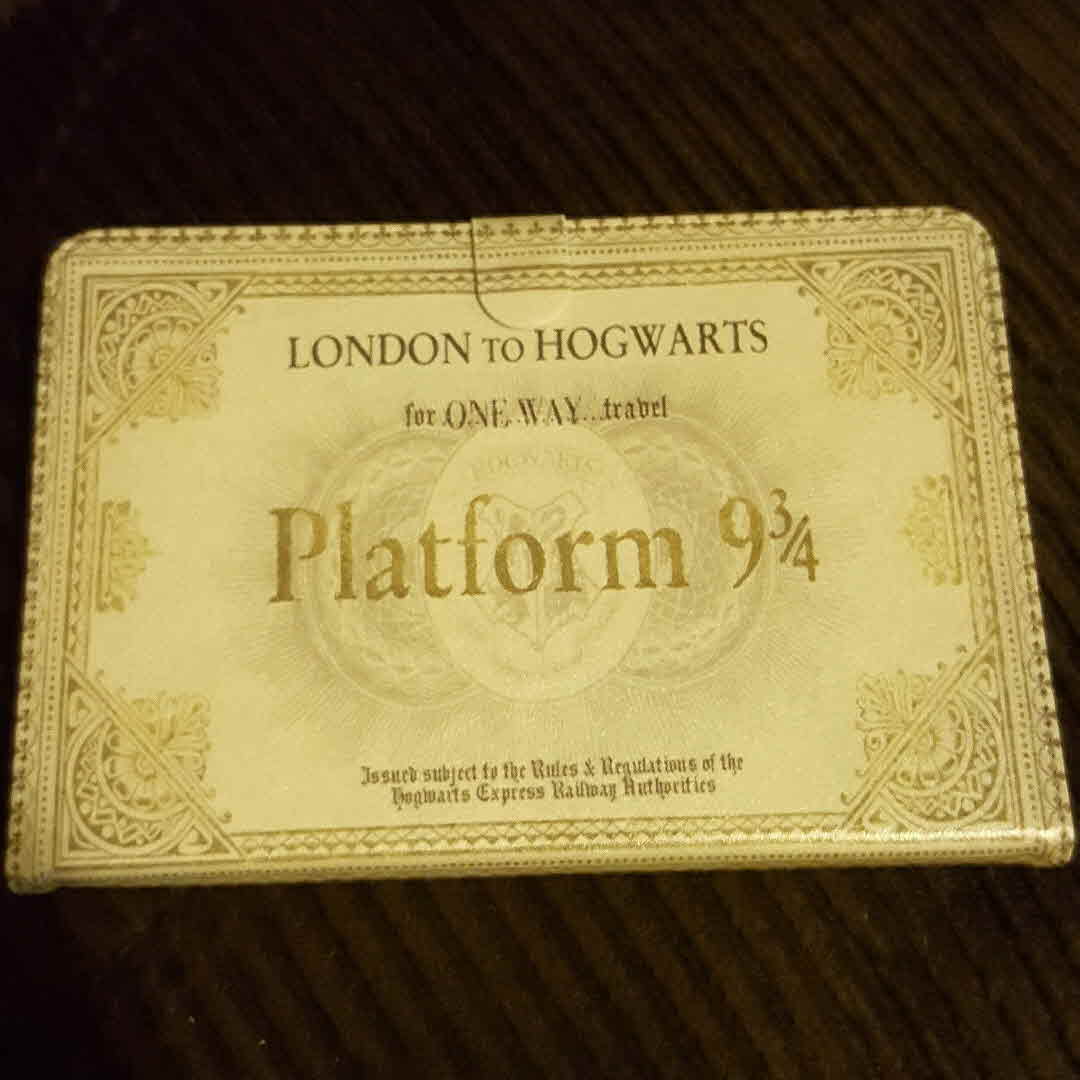 LONDON TO HOGWARTS
for ONE WAY...travel
HOGWARTS
Platform 9¾
Issued subject to the Rules & Regulations of the
Hogwarts Express Railway Authorities